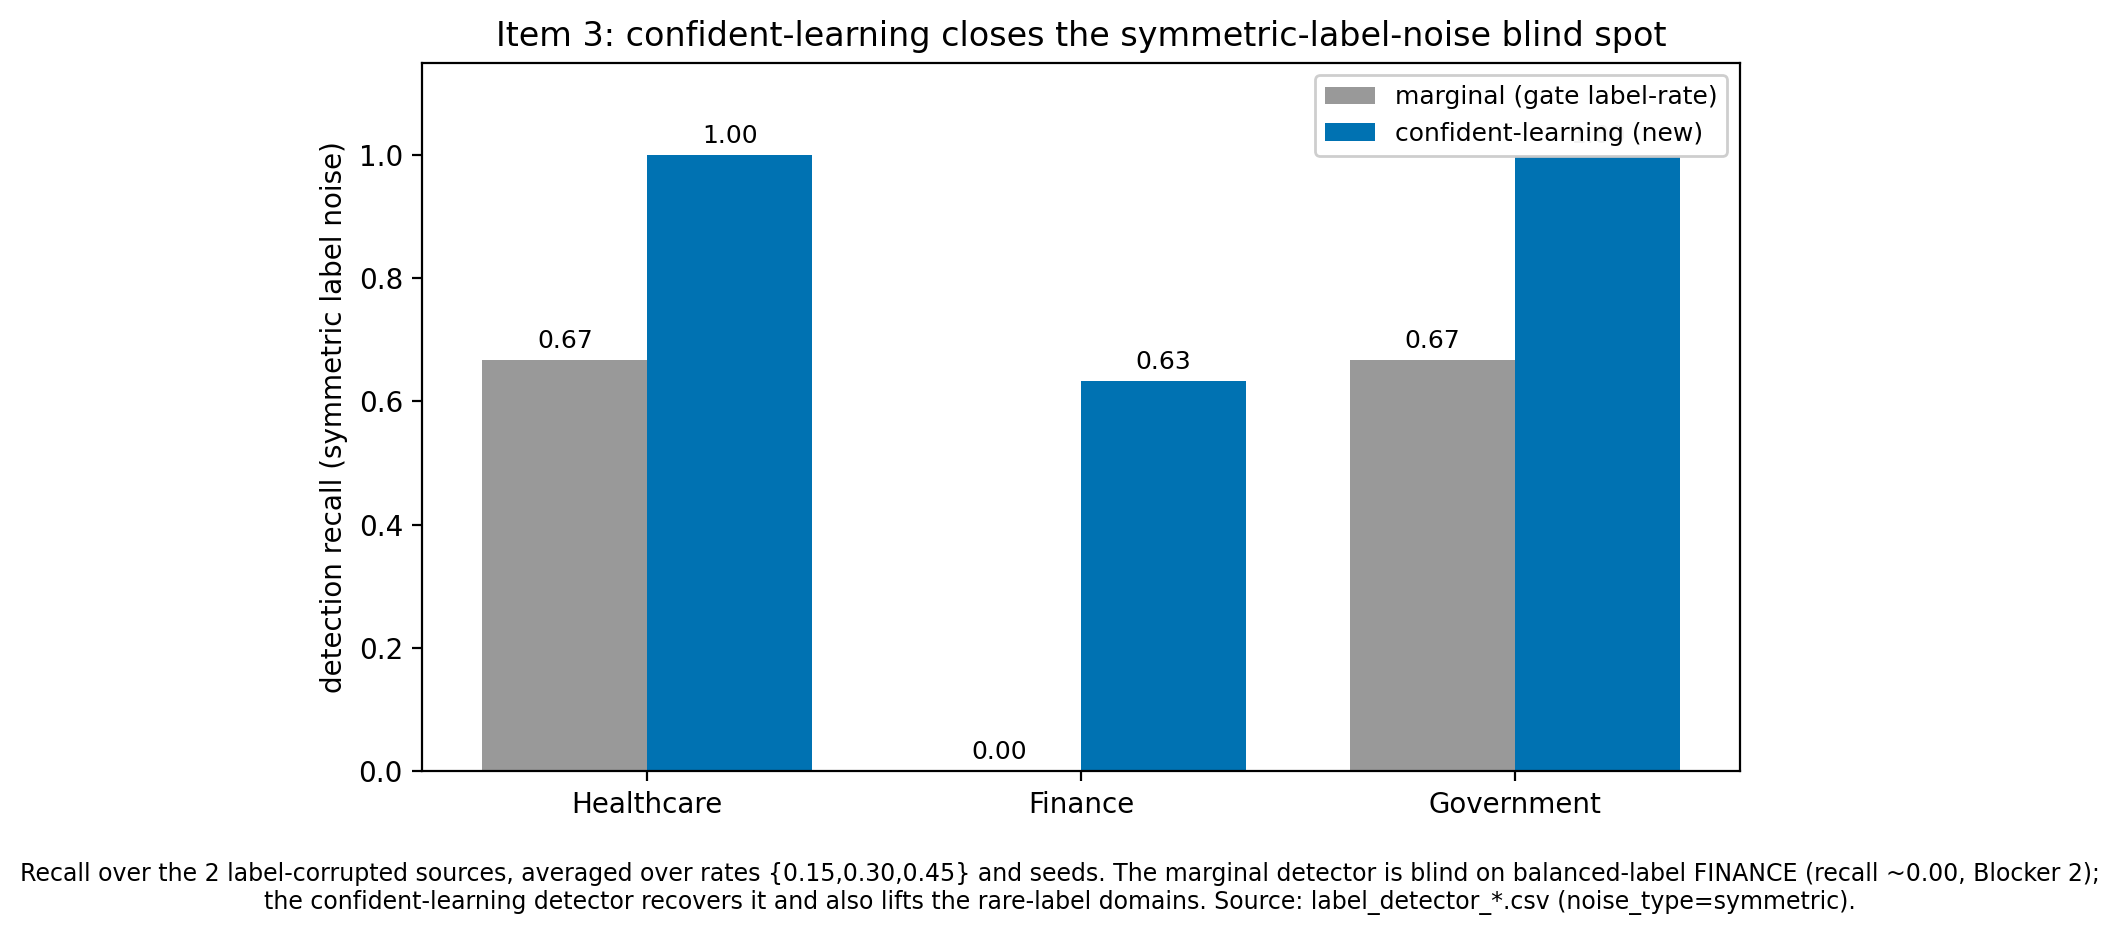 Item 3: confident-learning closes the symmetric-label-noise blind spot
marginal (gate label-rate)
confident-learning (new)
detection recall (symmetric label noise)
1.0
0.8
0.6
0.4
0.2
0.0
0.67
1.00
0.00
0.63
0.67
Healthcare
Finance
Government
Recall over the 2 label-corrupted sources, averaged over rates {0.15,0.30,0.45} and seeds. The marginal detector is blind on balanced-label FINANCE (recall ~0.00, Blocker 2);
the confident-learning detector recovers it and also lifts the rare-label domains. Source: label_detector_*.csv (noise_type=symmetric).